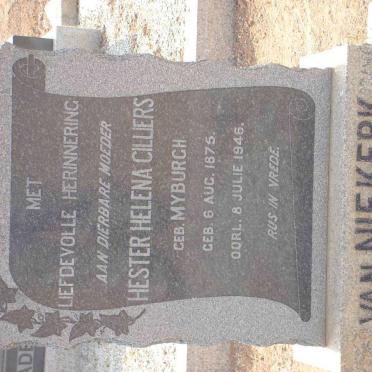 MET
LIEFDEVOLLE HERINNERING
AAN DIERBARE MOEDER
HESTER HELENA CILLIERS
GEB. MYBURGH
GEB. 6 AUG. 1875.
OORL. 8 JULIE 1946.
RUS IN VREDE.
VAN NIEKERK